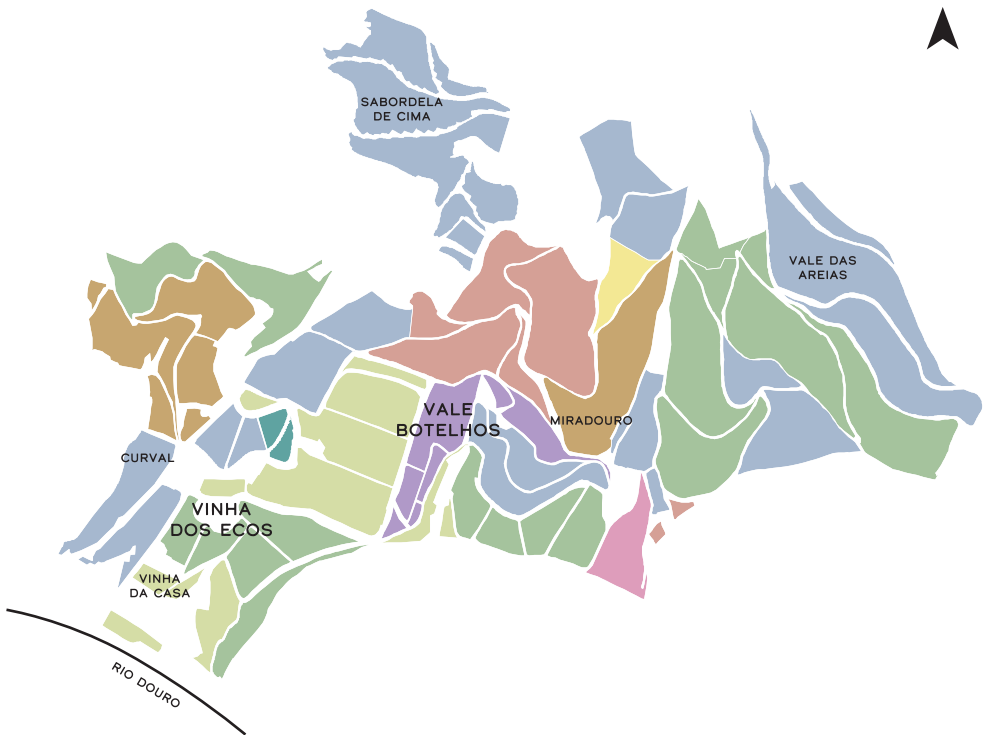 SABORDELA
DE CIMA
VALE DAS
AREIAS
VALE
BOTELHOS
MIRADOURO
CURVAL
VINHA
DOS ECOS
VINHA
DA CASA
RIO DOURO